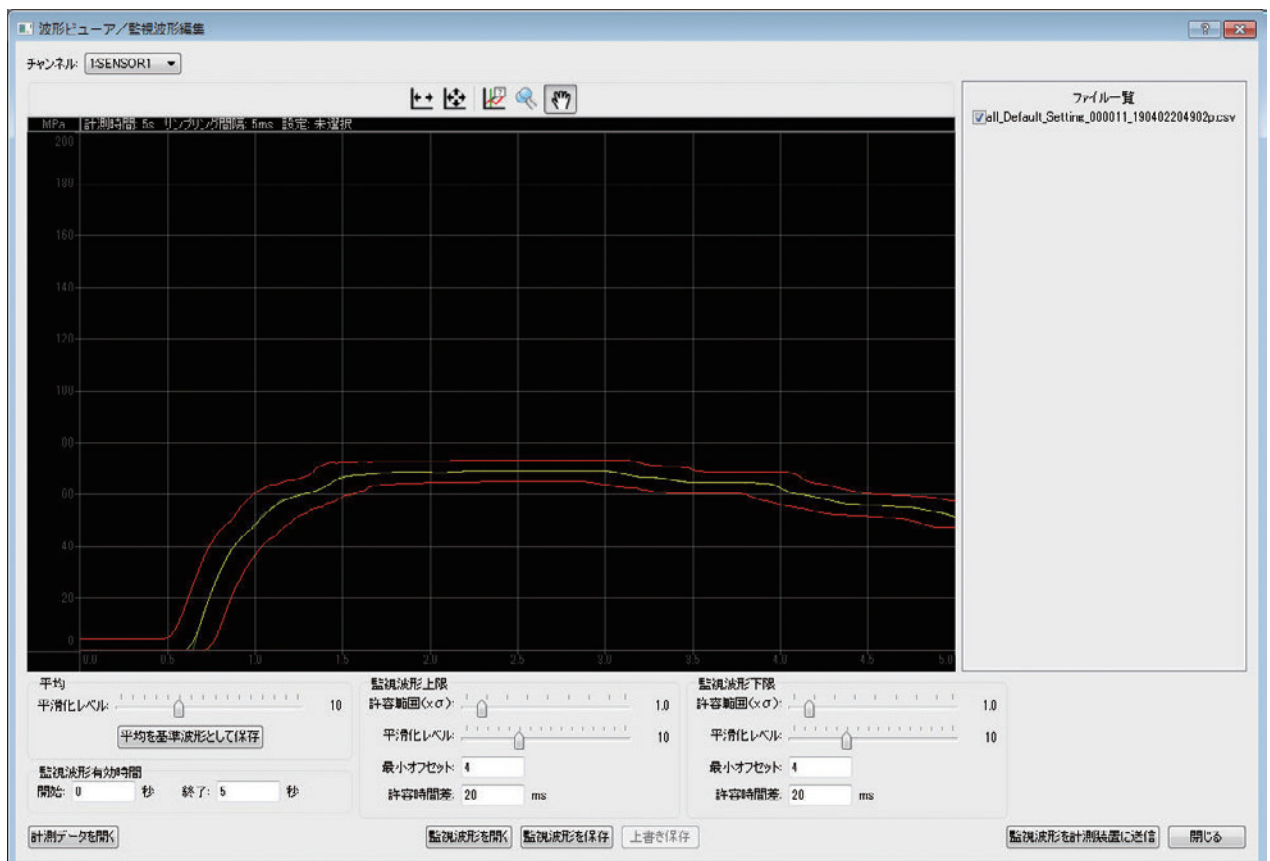 波形ビューア／監視波形編集
チャンネル: 1:SENSOR1
ファイル一覧
all_Default_Setting_000011_190402204902p.csv
MPa 計測時間: 5s サンプリング間隔: 5ms 設定: 未選択
200
180
160
140
120
100
80
60
40
20
0
0.0 0.5 1.0 1.5 2.0 2.5 3.0 3.5 4.0 4.5 5.0
平均
平滑化レベル: 10
平均を基準波形として保存
監視波形有効時間
開始: 0 秒 終了: 5 秒
監視波形上限
許容範囲(×σ): 1.0
平滑化レベル: 10
最小オフセット: 4
許容時間差: 20 ms
監視波形下限
許容範囲(×σ): 1.0
平滑化レベル: 10
最小オフセット: 4
許容時間差: 20 ms
計測データを開く 監視波形を開く 監視波形を保存 上書き保存 監視波形を計測装置に送信 閉じる